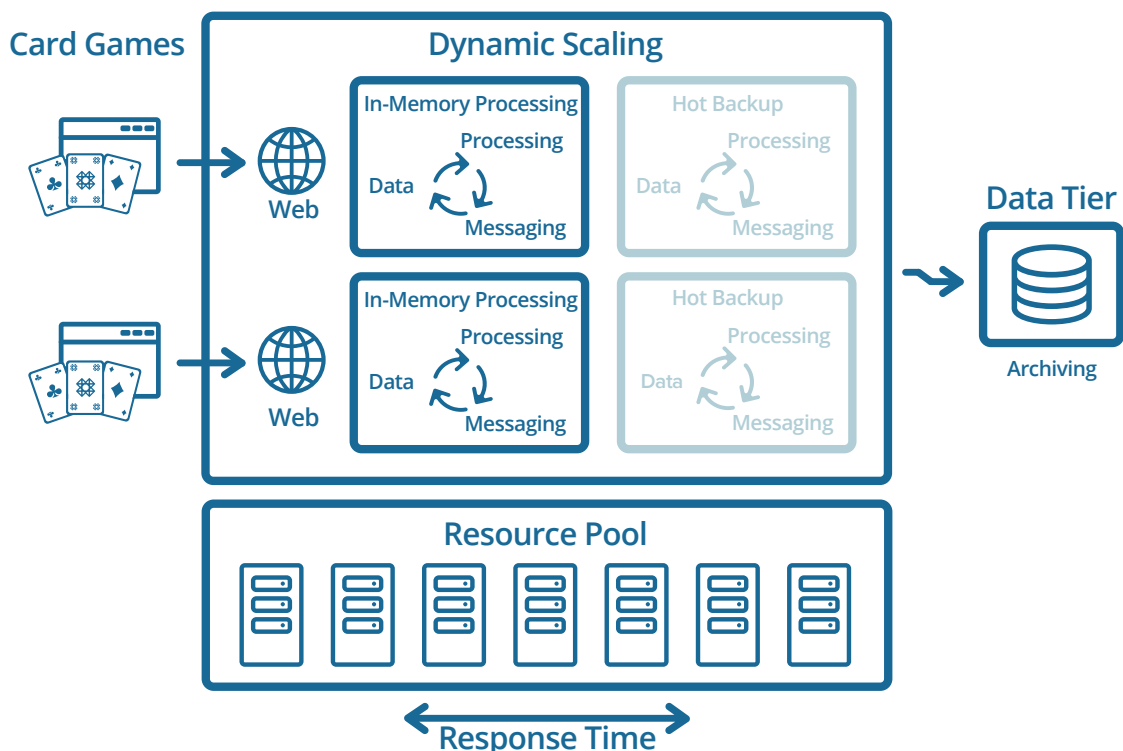 Card Games
Dynamic Scaling
In-Memory Processing
Processing
Data
Messaging
Hot Backup
Processing
Data
Messaging
Web
Data Tier
Archiving
In-Memory Processing
Processing
Data
Messaging
Hot Backup
Processing
Data
Messaging
Web
Resource Pool
Response Time